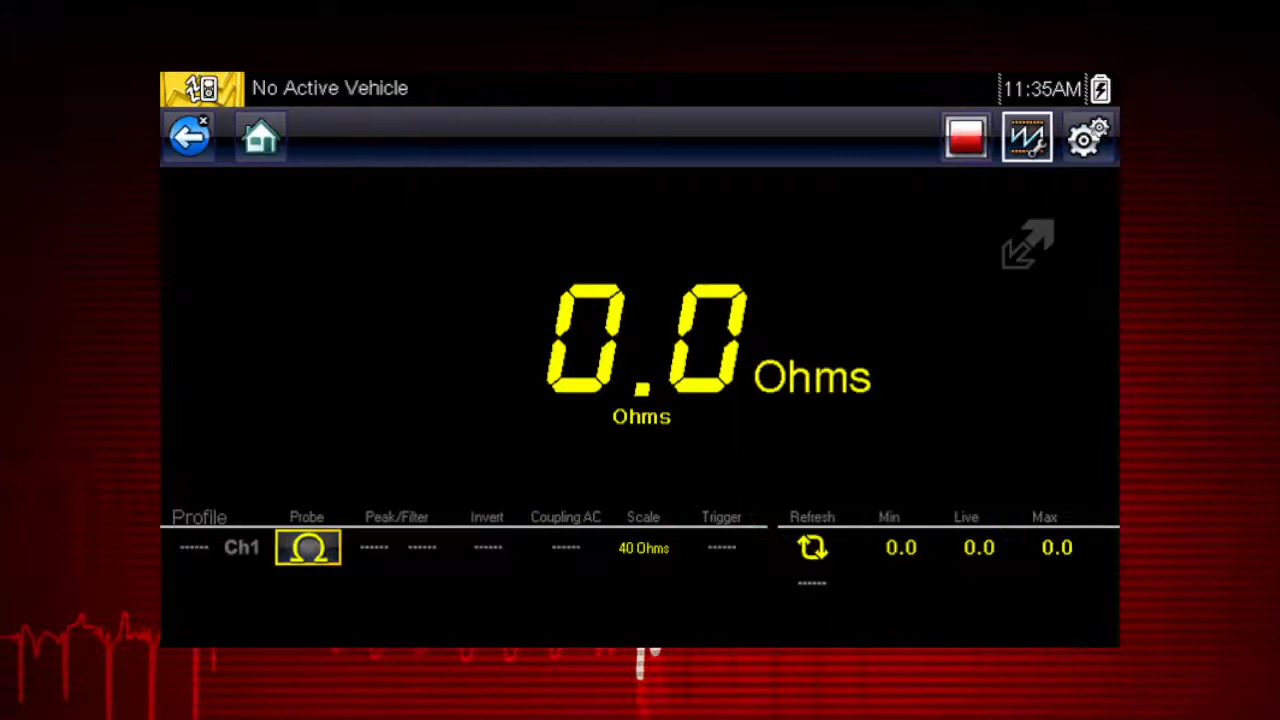 No Active Vehicle 11:35AM
0.0 Ohms
Ohms
Profile Probe Peak/Filter Invert Coupling AC Scale Trigger Refresh Min Live Max
------ Ch1 Ω ------ ------ ------ ------ 40 Ohms ------ 0.0 0.0 0.0
------